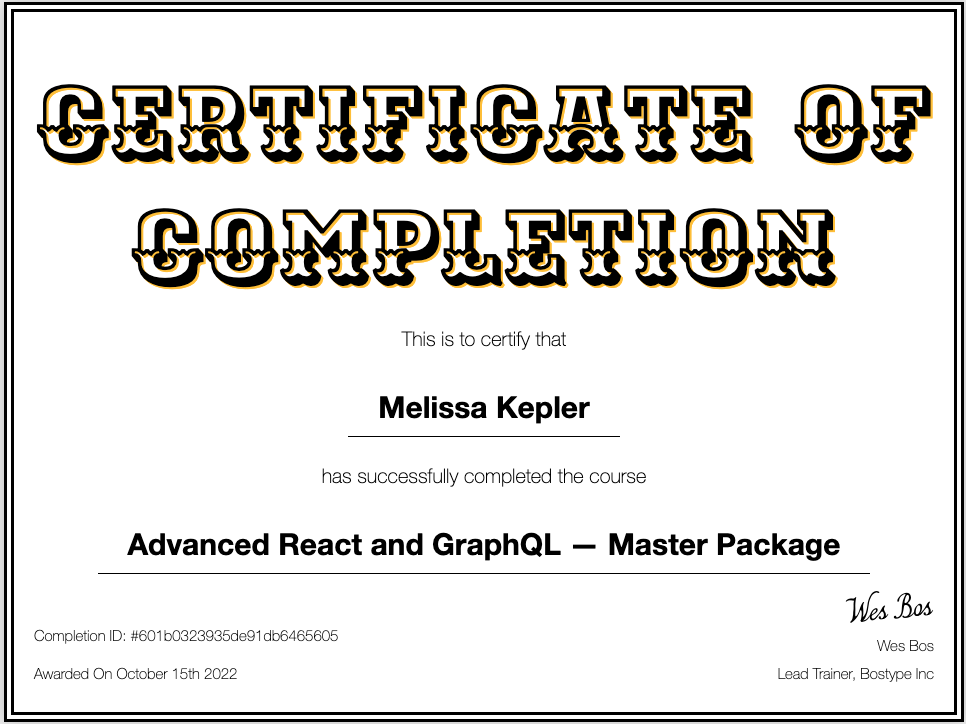 CERTIFICATE OF
COMPLETION
This is to certify that
Melissa Kepler
has successfully completed the course
Advanced React and GraphQL — Master Package
Wes Bos
Completion ID: #601b0323935de91db6465605
Wes Bos
Awarded On October 15th 2022
Lead Trainer, Bostype Inc